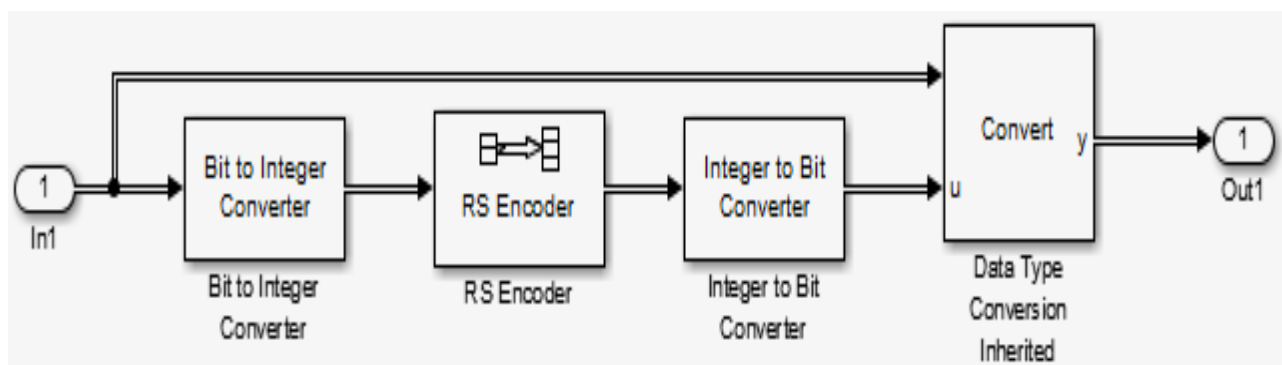 1
In1
Bit to Integer
Converter
Bit to Integer
Converter
RS Encoder
RS Encoder
Integer to Bit
Converter
Integer to Bit
Converter
Convert
u
y
Data Type
Conversion
Inherited
1
Out1